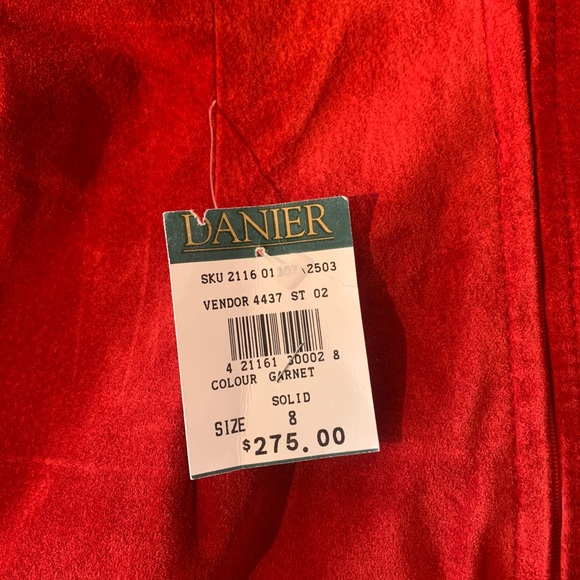 DANIER
SKU 2116 01307 2503
VENDOR 4437 ST 02
4 21161 30002 8
COLOUR GARNET
SOLID
SIZE 8
$275.00